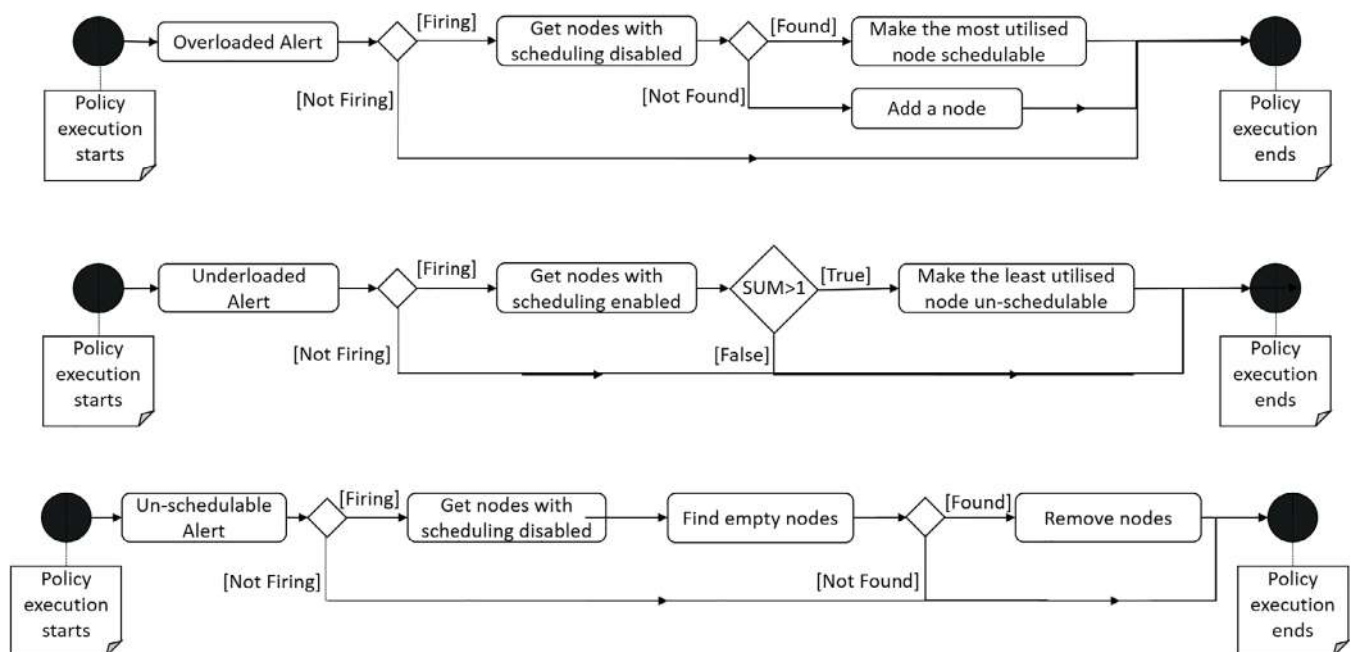 Overloaded Alert
[Firing]
Get nodes with
scheduling disabled
[Found]
Make the most utilised
node schedulable
[Not Firing]
[Not Found]
Add a node
Policy
execution
starts
Policy
execution
ends
Underloaded
Alert
[Firing]
Get nodes with
scheduling enabled
SUM>1
[True]
Make the least utilised
node un-schedulable
[Not Firing]
[False]
Policy
execution
starts
Policy
execution
ends
Un-schedulable
Alert
[Firing]
Get nodes with
scheduling disabled
Find empty nodes
[Found]
Remove nodes
[Not Firing]
[Not Found]
Policy
execution
starts
Policy
execution
ends